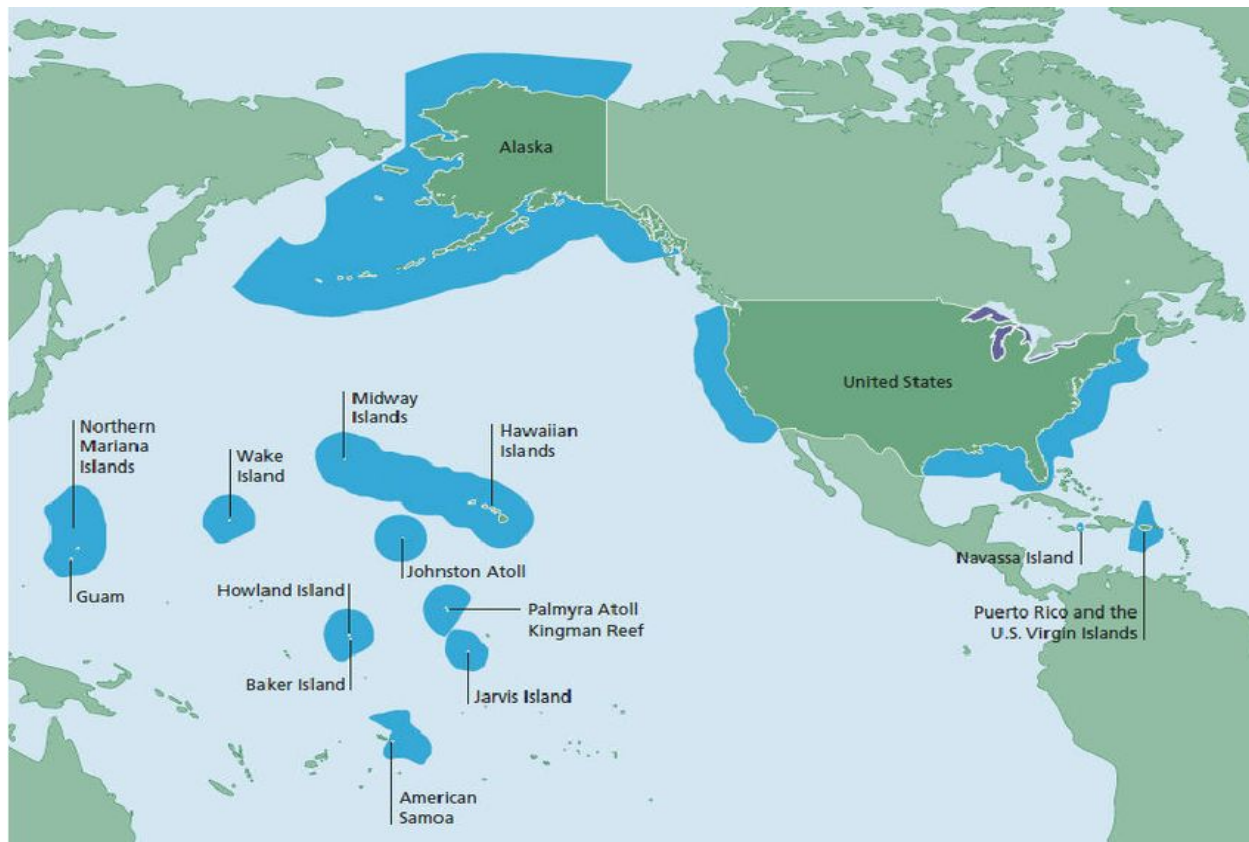 Alaska
United States
Midway
Islands
Hawaiian
Islands
Northern
Mariana
Islands
Wake
Island
Guam
Johnston Atoll
Howland Island
Palmyra Atoll
Kingman Reef
Baker Island
Jarvis Island
American
Samoa
Navassa Island
Puerto Rico and the
U.S. Virgin Islands